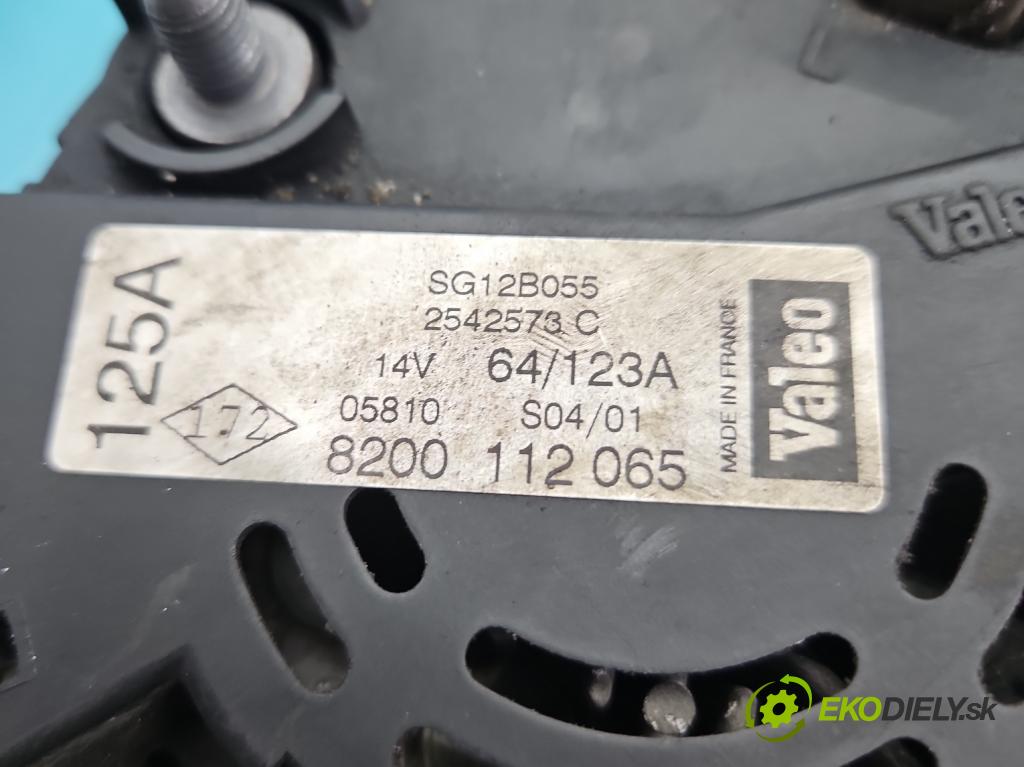 125A
172
SG12B055
2542573 C
14V 64/123A
05810 S04/01
8200 112 065
MADE IN FRANCE
Valeo
Valeo
EKODIELY.sk